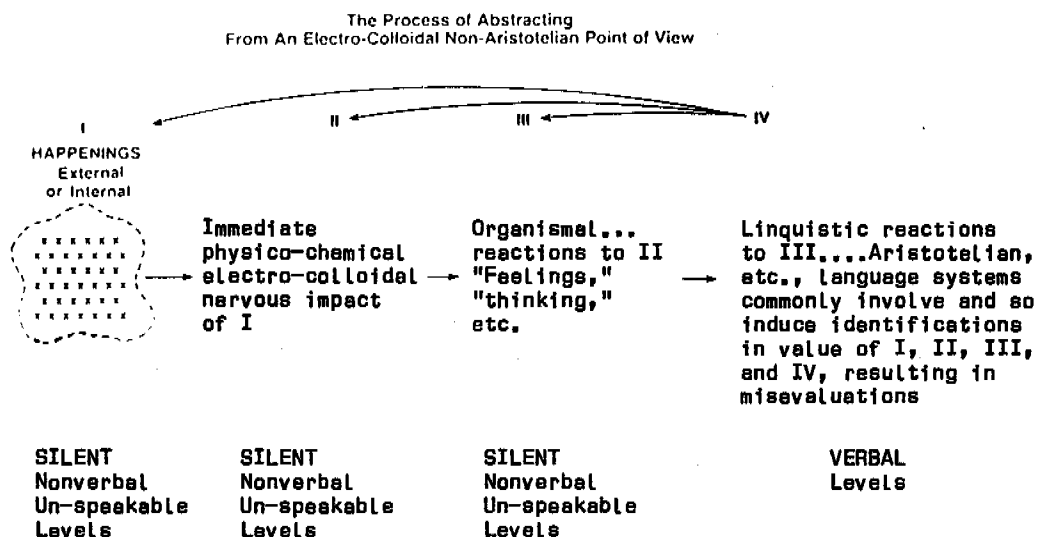 The Process of Abstracting
From An Electro-Colloidal Non-Aristotelian Point of View
I
II
III
IV
HAPPENINGS
External
or Internal
x x x x x x
x x x x x x
x x x x x x
x x x x x x
x x x x x x
Immediate
physico-chemical
electro-colloidal
nervous impact
of I
Organismal...
reactions to II
"Feelings,"
"thinking,"
etc.
Linquistic reactions
to III....Aristotelian,
etc., language systems
commonly involve and so
induce identifications
in value of I, II, III,
and IV, resulting in
misevaluations
SILENT
Nonverbal
Un-speakable
Levels
SILENT
Nonverbal
Un-speakable
Levels
SILENT
Nonverbal
Un-speakable
Levels
VERBAL
Levels